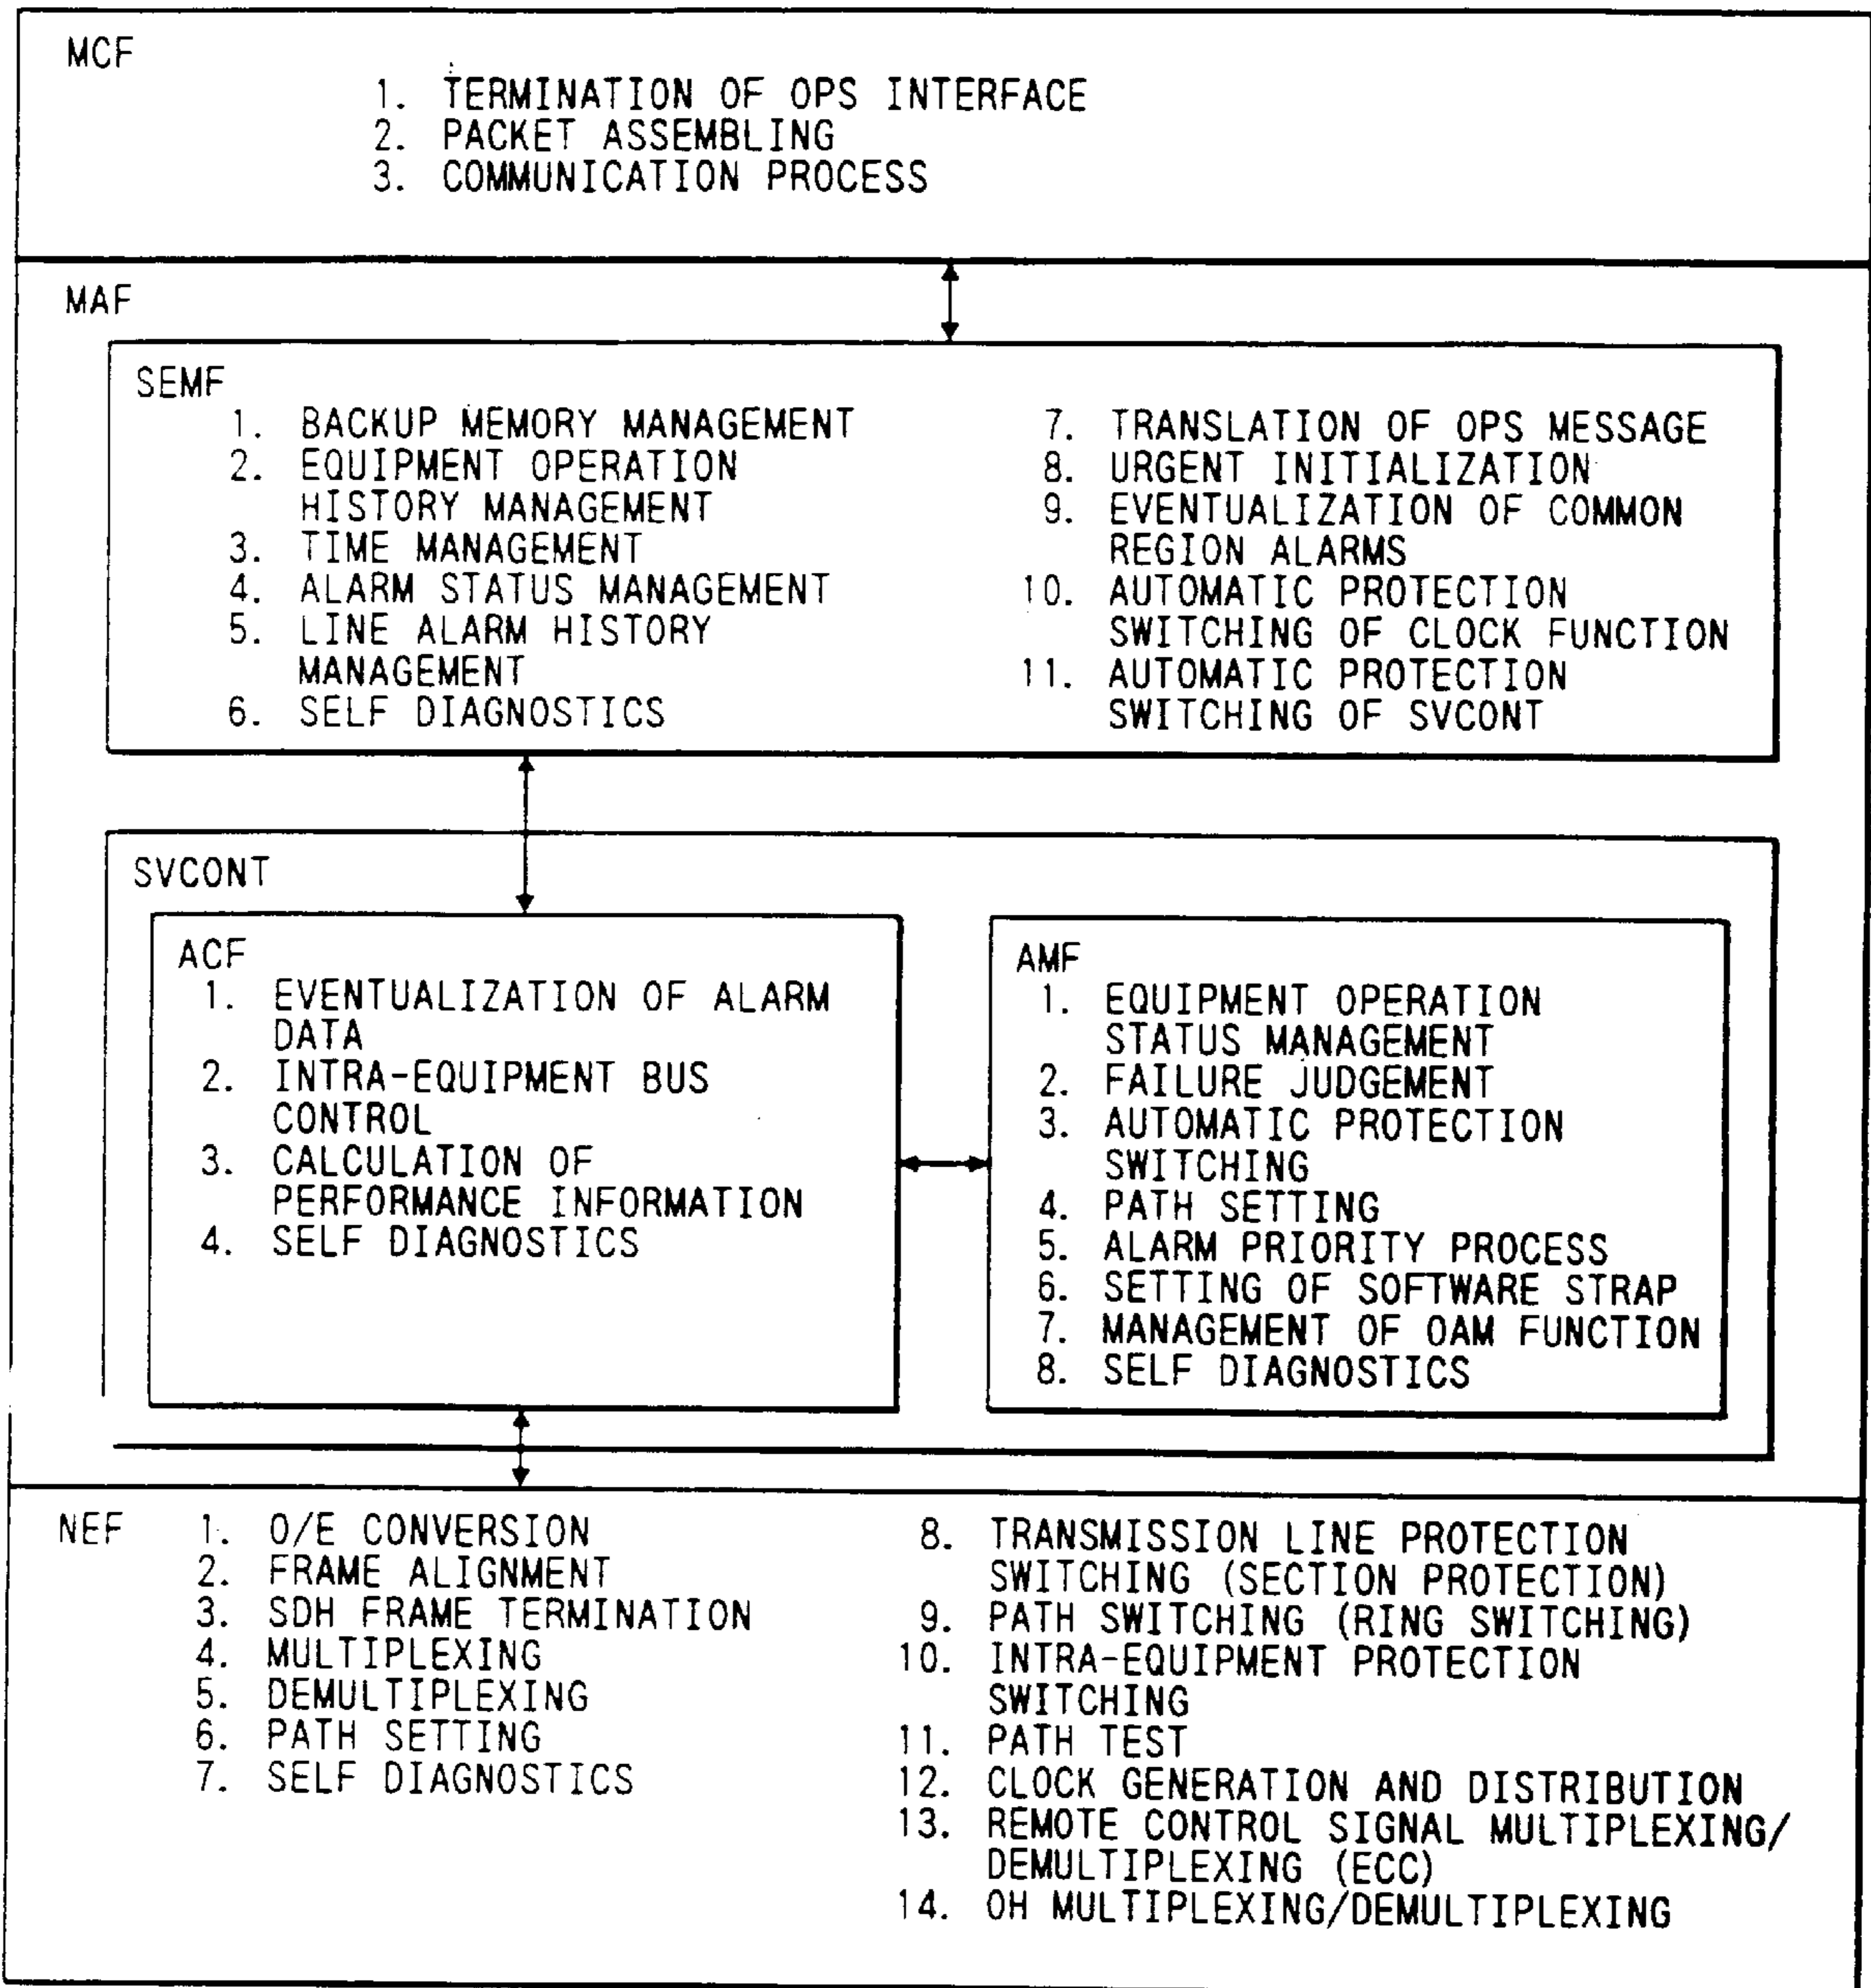 MCF
1. TERMINATION OF OPS INTERFACE
2. PACKET ASSEMBLING
3. COMMUNICATION PROCESS
MAF
SEMF
1. BACKUP MEMORY MANAGEMENT
2. EQUIPMENT OPERATION
HISTORY MANAGEMENT
3. TIME MANAGEMENT
4. ALARM STATUS MANAGEMENT
5. LINE ALARM HISTORY
MANAGEMENT
6. SELF DIAGNOSTICS
7. TRANSLATION OF OPS MESSAGE
8. URGENT INITIALIZATION
9. EVENTUALIZATION OF COMMON
REGION ALARMS
10. AUTOMATIC PROTECTION
SWITCHING OF CLOCK FUNCTION
11. AUTOMATIC PROTECTION
SWITCHING OF SVCONT
SVCONT
ACF
1. EVENTUALIZATION OF ALARM
DATA
2. INTRA-EQUIPMENT BUS
CONTROL
3. CALCULATION OF
PERFORMANCE INFORMATION
4. SELF DIAGNOSTICS
AMF
1. EQUIPMENT OPERATION
STATUS MANAGEMENT
2. FAILURE JUDGEMENT
3. AUTOMATIC PROTECTION
SWITCHING
4. PATH SETTING
5. ALARM PRIORITY PROCESS
6. SETTING OF SOFTWARE STRAP
7. MANAGEMENT OF OAM FUNCTION
8. SELF DIAGNOSTICS
NEF
1. O/E CONVERSION
2. FRAME ALIGNMENT
3. SDH FRAME TERMINATION
4. MULTIPLEXING
5. DEMULTIPLEXING
6. PATH SETTING
7. SELF DIAGNOSTICS
8. TRANSMISSION LINE PROTECTION
SWITCHING (SECTION PROTECTION)
9. PATH SWITCHING (RING SWITCHING)
10. INTRA-EQUIPMENT PROTECTION
SWITCHING
11. PATH TEST
12. CLOCK GENERATION AND DISTRIBUTION
13. REMOTE CONTROL SIGNAL MULTIPLEXING/
DEMULTIPLEXING (ECC)
14. OH MULTIPLEXING/DEMULTIPLEXING